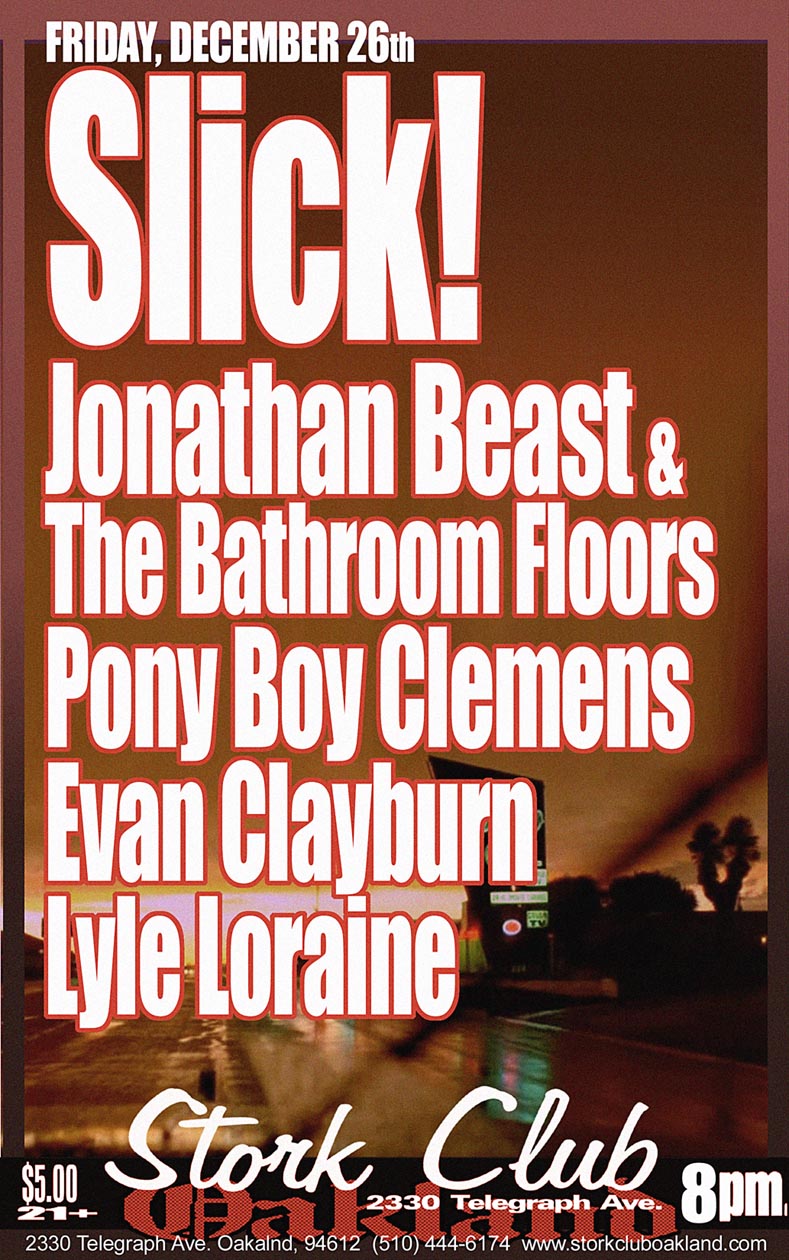 FRIDAY, DECEMBER 26th
Slick!
Jonathan Beast &
The Bathroom Floors
Pony Boy Clemens
Evan Clayburn
Lyle Loraine
Stork Club
$5.00
21+
Oakland
2330 Telegraph Ave.
8pm.
2330 Telegraph Ave. Oakalnd, 94612 (510) 444-6174 www.storkcluboakland.com